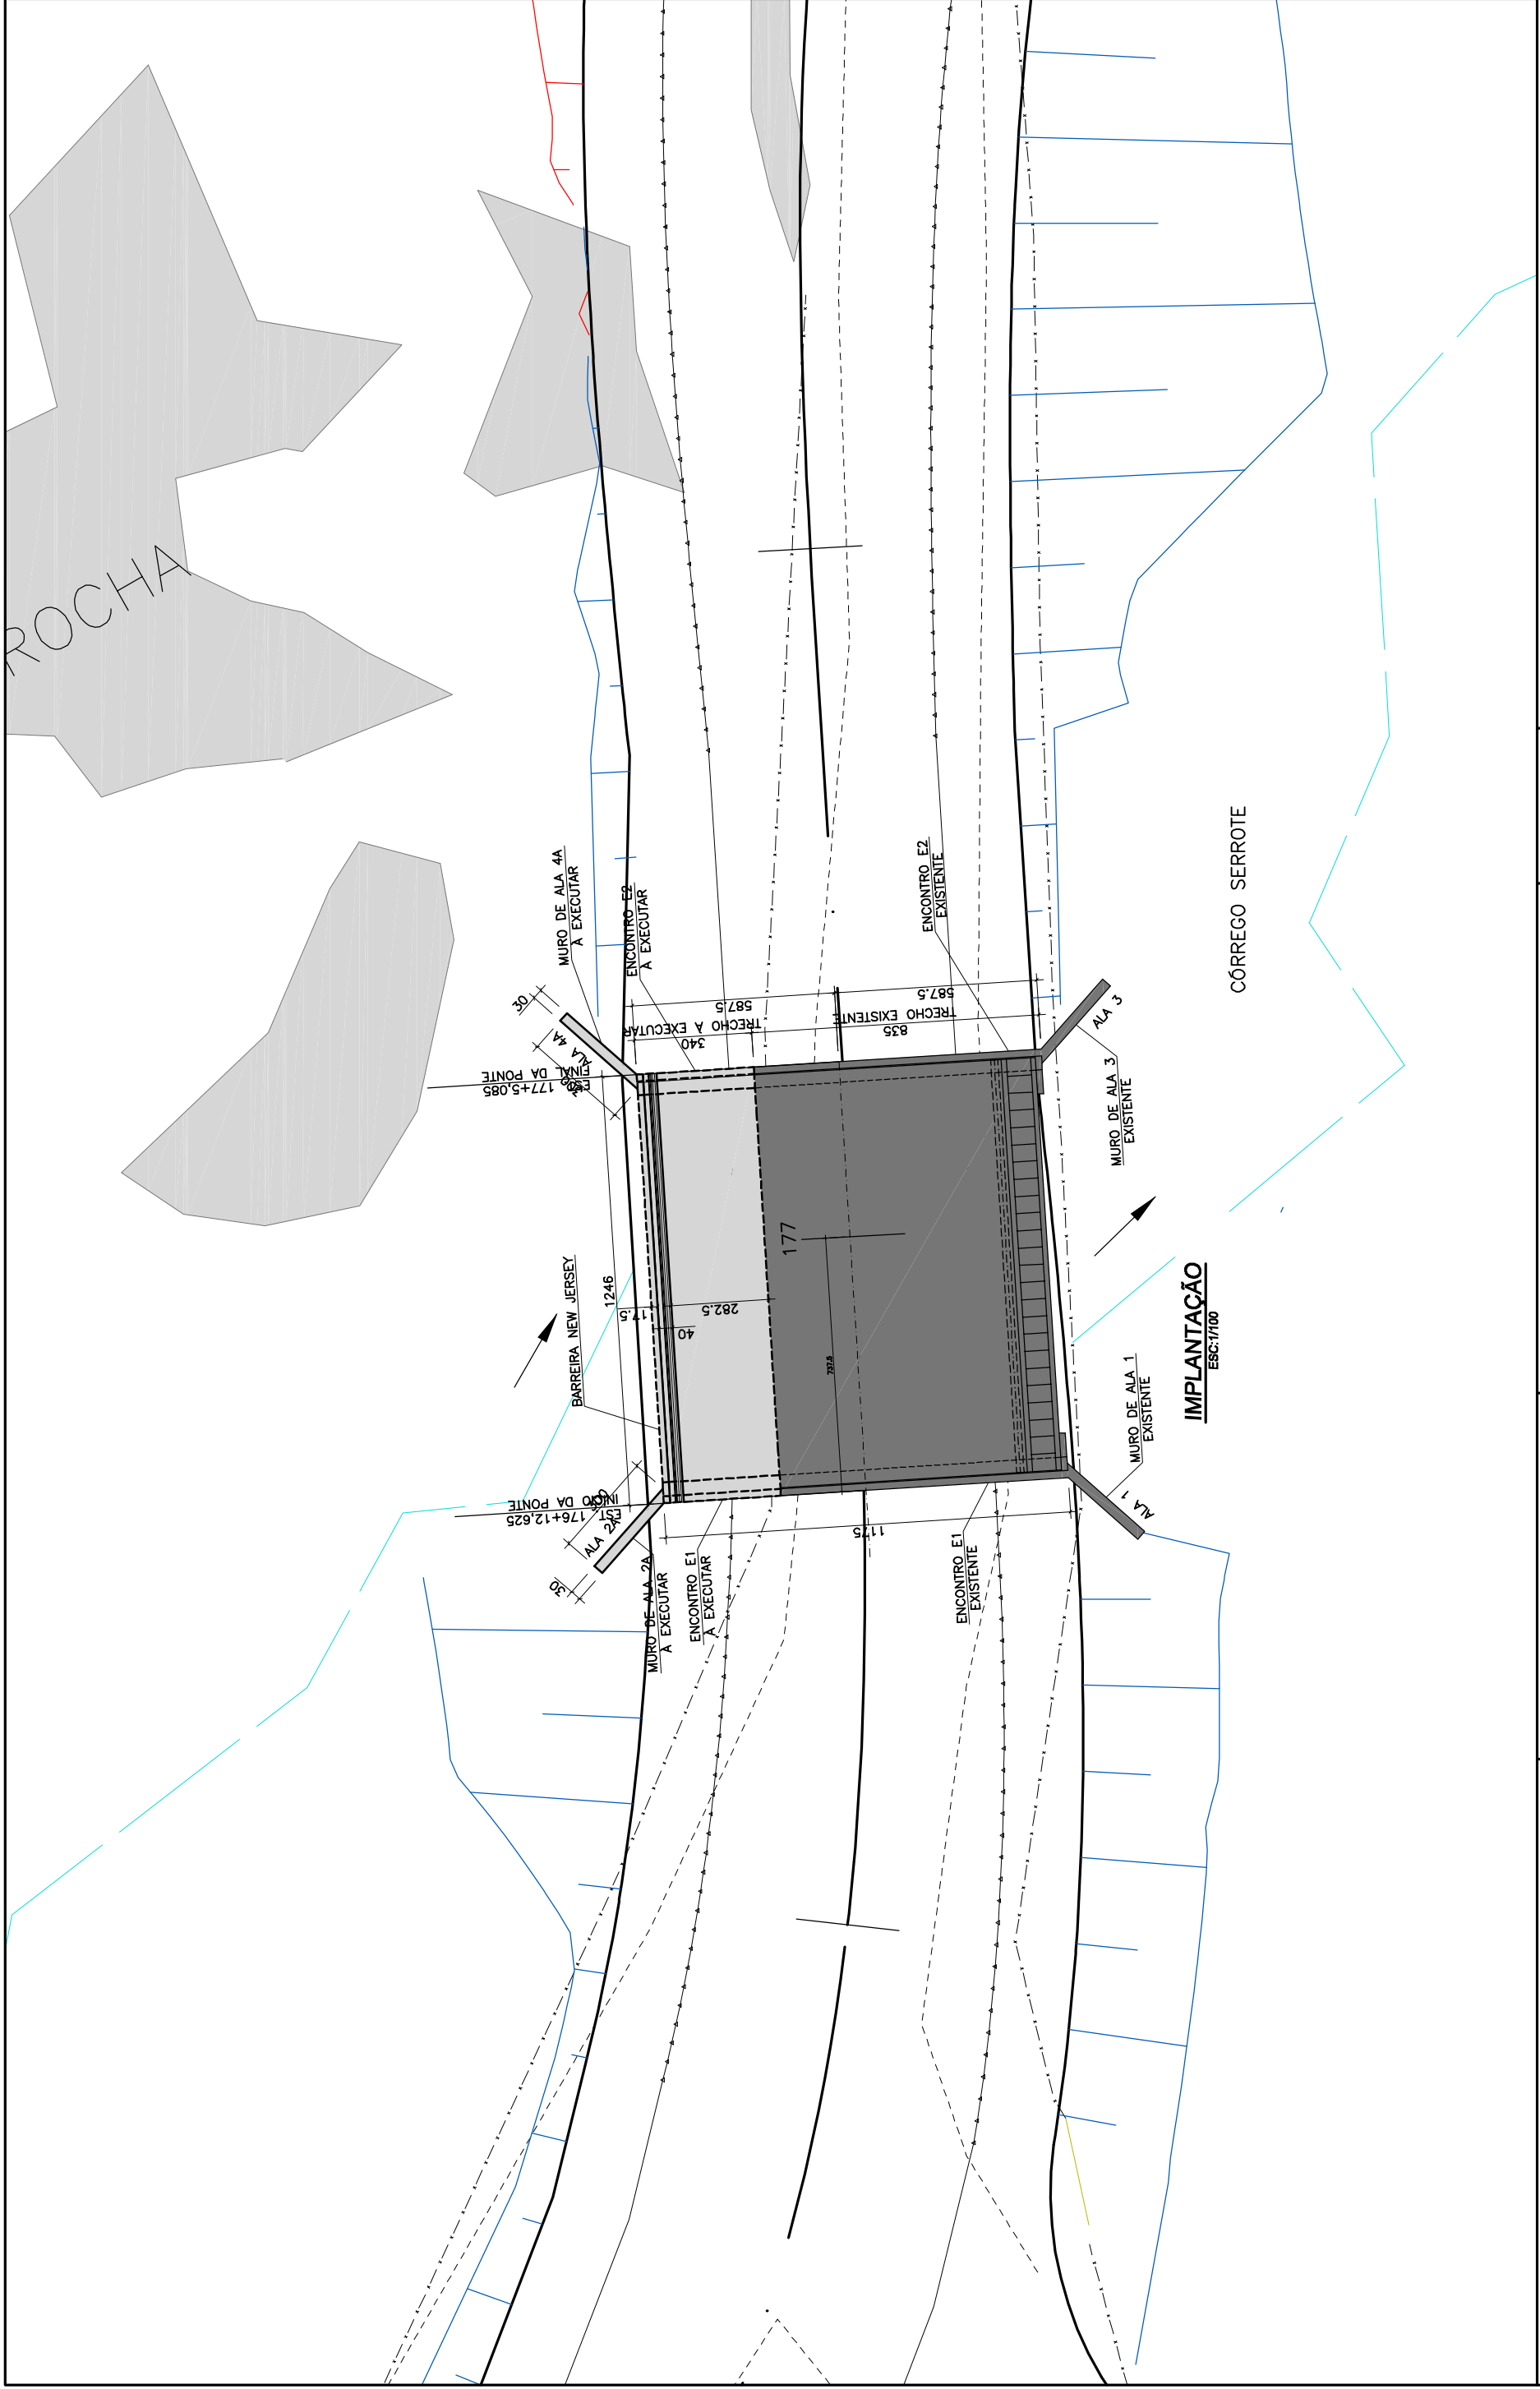 ROCHA
MURO DE ALA 4A
À EXECUTAR
ENCONTRO E2
À EXECUTAR
ENCONTRO E2
EXISTENTE
CÓRREGO SERROTE
30
ALA 4A
EST 177+5,085
FINAL DA PONTE
587.5
587.5
TRECHO À EXECUTAR
340
TRECHO EXISTENTE
835
ALA 3
MURO DE ALA 3
EXISTENTE
BARREIRA NEW JERSEY
1246
17.5
40
282.5
177
737.5
IMPLANTAÇÃO
ESC:1/100
MURO DE ALA 1
EXISTENTE
ALA 1
EST 176+12,625
INÍCIO DA PONTE
30
ALA 2A
MURO DE ALA 2A
À EXECUTAR
ENCONTRO E1
À EXECUTAR
1175
ENCONTRO E1
EXISTENTE